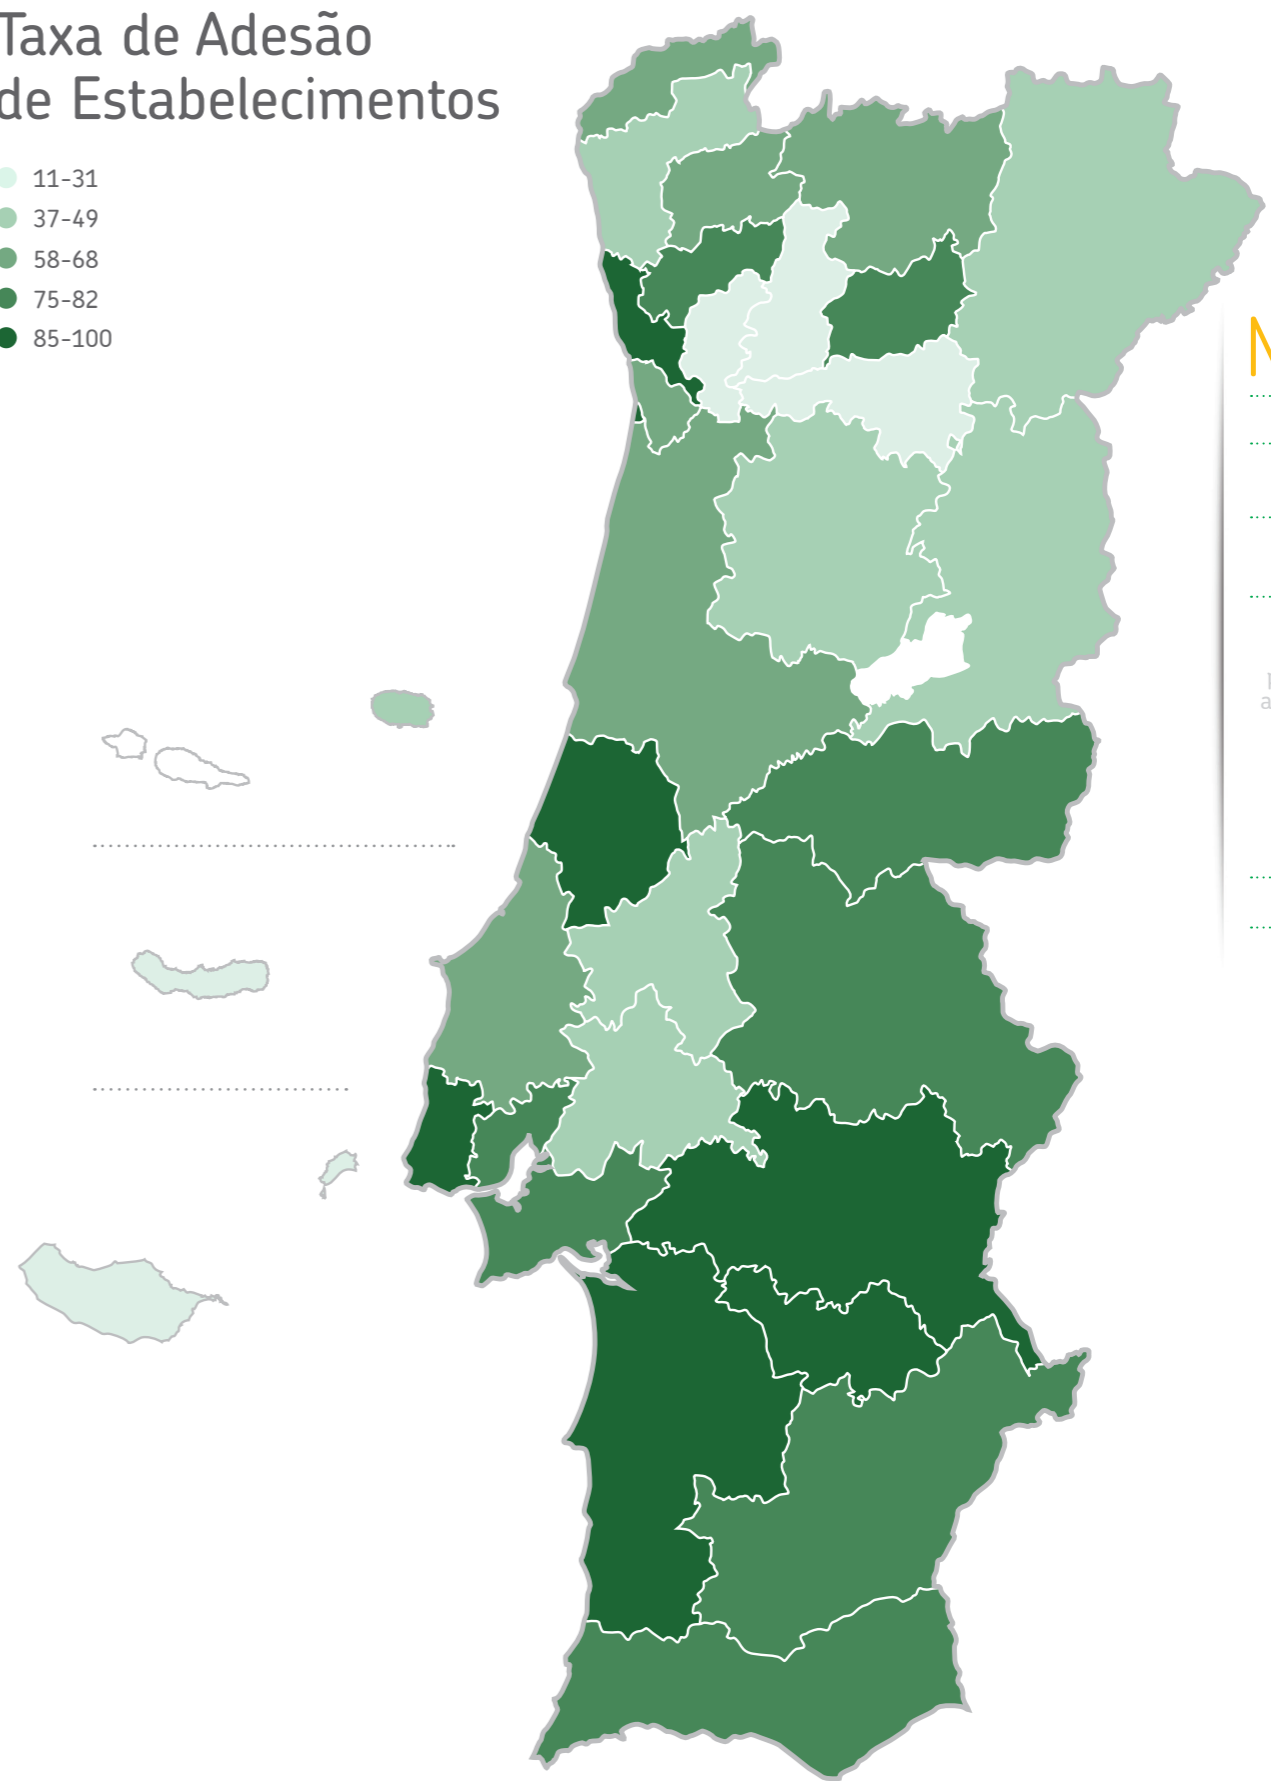 Taxa de Adesão
de Estabelecimentos
11-31
37-49
58-68
75-82
85-100